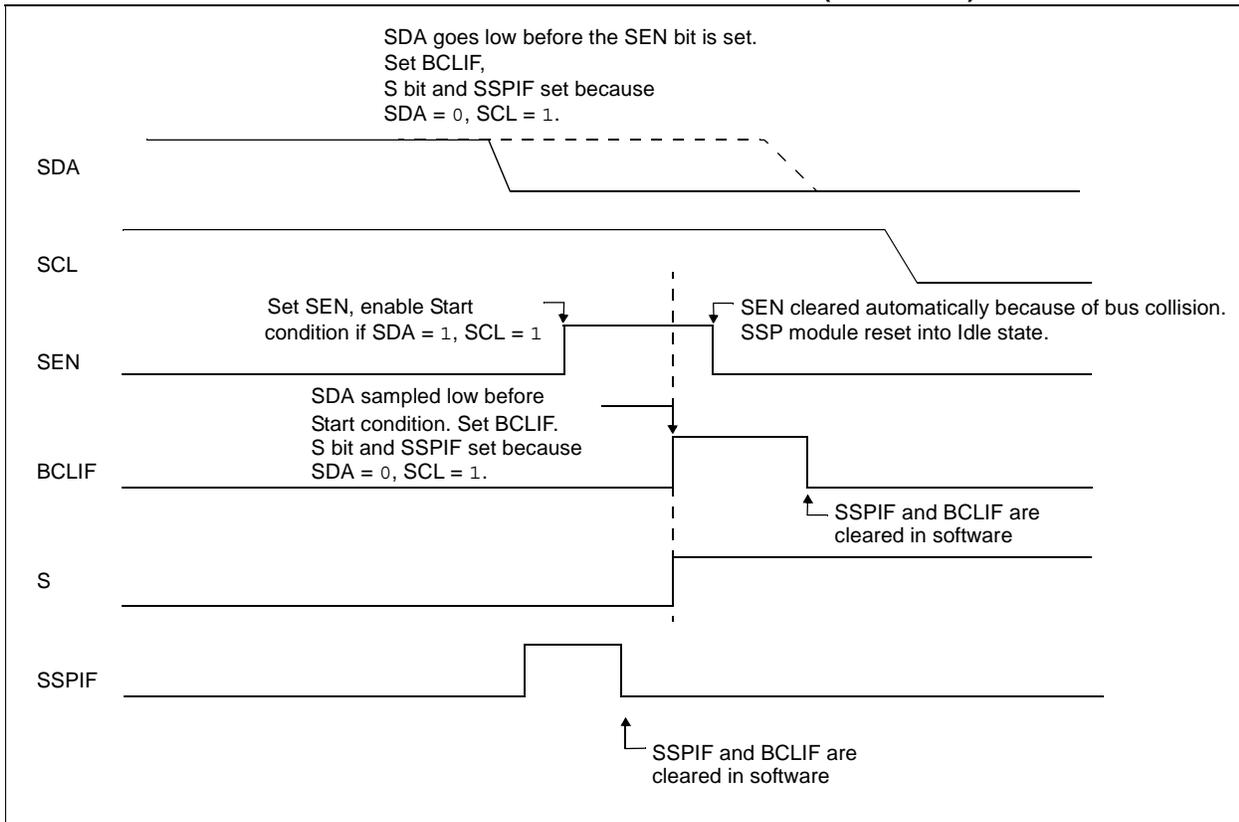 SDA goes low before the SEN bit is set.
Set BCLIF,
S bit and SSPIF set because
SDA = 0, SCL = 1.
SDA
SCL
Set SEN, enable Start
condition if SDA = 1, SCL = 1
SEN cleared automatically because of bus collision.
SSP module reset into Idle state.
SEN
SDA sampled low before
Start condition. Set BCLIF.
S bit and SSPIF set because
SDA = 0, SCL = 1.
BCLIF
SSPIF and BCLIF are
cleared in software
S
SSPIF
SSPIF and BCLIF are
cleared in software